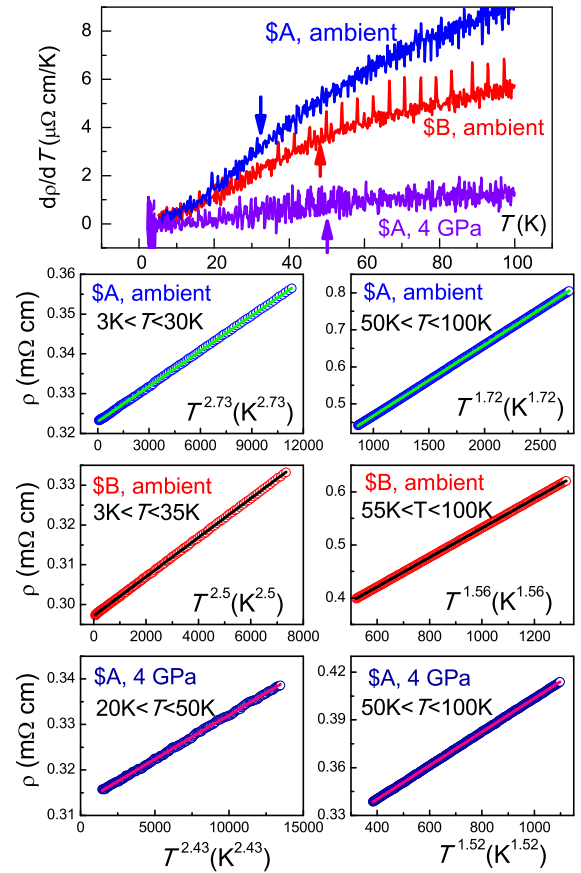 8
6
4
2
0
dρ/dT (μΩ cm/K)
$A, ambient
$B, ambient
$A, 4 GPa
T (K)
0 20 40 60 80 100
0.36
0.35
0.34
0.33
0.32
ρ (mΩ cm)
$A, ambient
3K<T<30K
T^2.73(K^2.73)
0 3000 6000 9000 12000
0.8
0.7
0.6
0.5
$A, ambient
50K<T<100K
T^1.72(K^1.72)
1000 1500 2000 2500
0.33
0.32
0.31
0.30
ρ (mΩ cm)
$B, ambient
3K<T<35K
T^2.5(K^2.5)
0 2000 4000 6000 8000
0.6
0.5
0.4
$B, ambient
55K<T<100K
T^1.56(K^1.56)
600 800 1000 1200
0.34
0.33
0.32
0.31
ρ (mΩ cm)
$A, 4 GPa
20K<T<50K
0 5000 10000 15000
T^2.43(K^2.43)
0.42
0.39
0.36
0.33
$A, 4 GPa
50K<T<100K
400 600 800 1000
T^1.52(K^1.52)